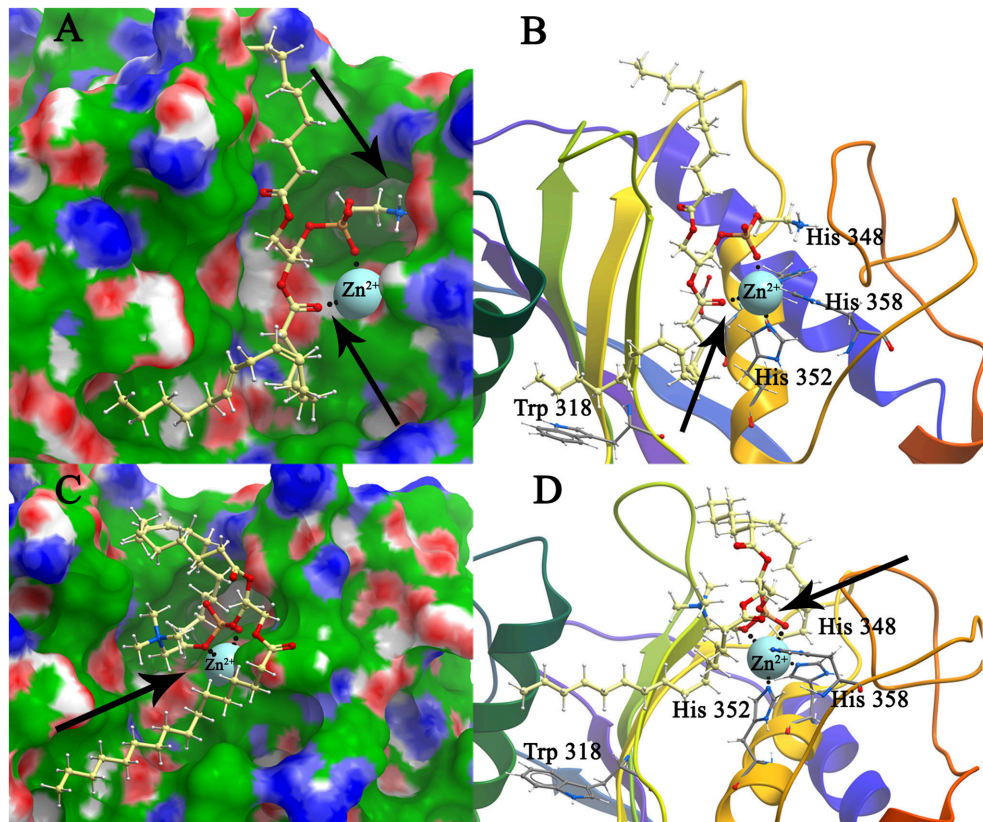 A
Zn2+
B
His 348
Zn2+
His 358
His 352
Trp 318
C
Zn2+
D
His 348
Zn2+
His 358
His 352
Trp 318